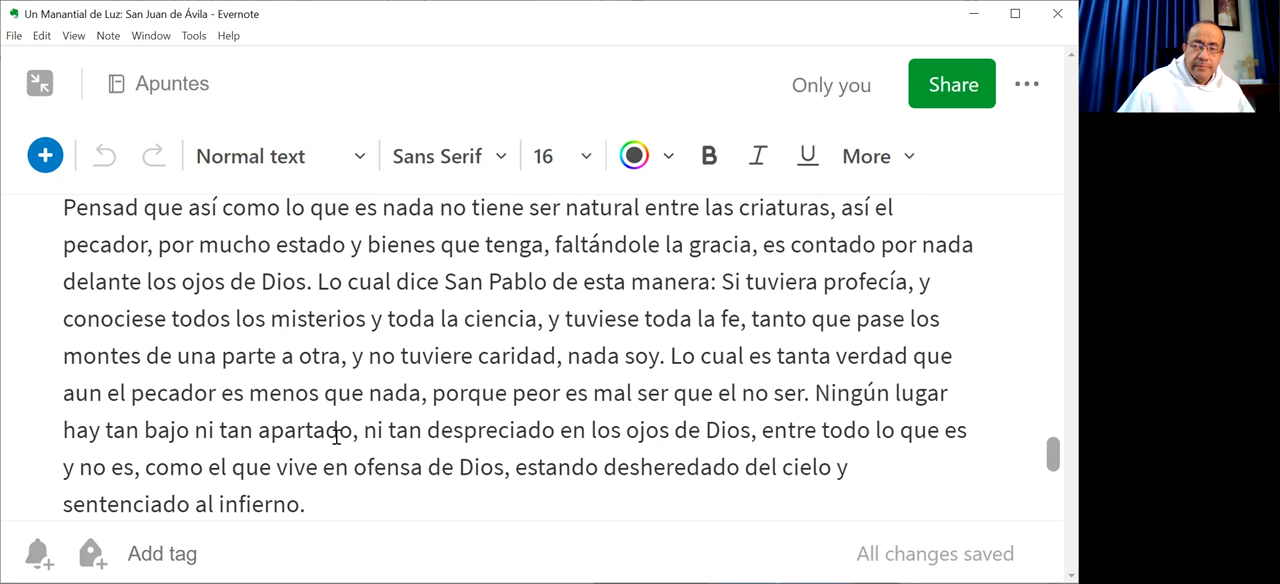 Un Manantial de Luz: San Juan de Ávila - Evernote
File Edit View Note Window Tools Help
Apuntes
Only you
Share
Normal text
Sans Serif
16
B I U More
Pensad que así como lo que es nada no tiene ser natural entre las criaturas, así el
pecador, por mucho estado y bienes que tenga, faltándole la gracia, es contado por nada
delante los ojos de Dios. Lo cual dice San Pablo de esta manera: Si tuviera profecía, y
conociese todos los misterios y toda la ciencia, y tuviese toda la fe, tanto que pase los
montes de una parte a otra, y no tuviere caridad, nada soy. Lo cual es tanta verdad que
aun el pecador es menos que nada, porque peor es mal ser que el no ser. Ningún lugar
hay tan bajo ni tan apartado, ni tan despreciado en los ojos de Dios, entre todo lo que es
y no es, como el que vive en ofensa de Dios, estando desheredado del cielo y
sentenciado al infierno.
Add tag
All changes saved